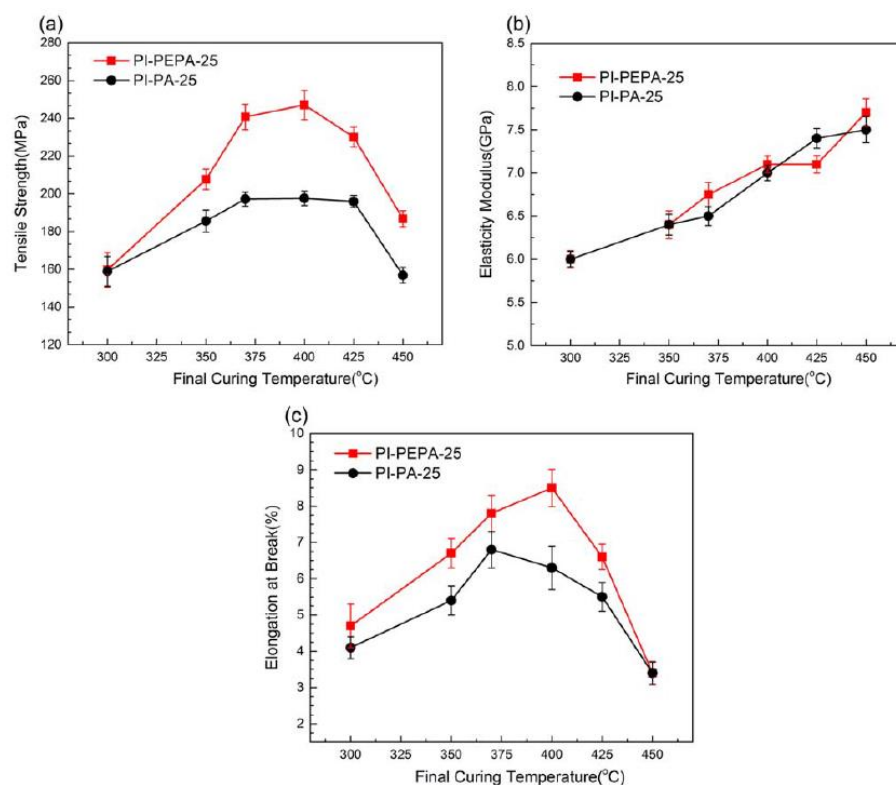 (a)
PI-PEPA-25
PI-PA-25
280
260
240
220
200
180
160
140
120
Tensile Strength(MPa)
300 350 375 400 425 450
Final Curing Temperature(°C)
(b)
PI-PEPA-25
PI-PA-25
8.5
8.0
7.5
7.0
6.5
6.0
5.5
5.0
Elasticity Modulus(GPa)
300 350 375 400 425 450
Final Curing Temperature(°C)
(c)
PI-PEPA-25
PI-PA-25
10
9
8
7
6
5
4
3
2
Elongation at Break(%)
300 350 375 400 425 450
Final Curing Temperature(°C)